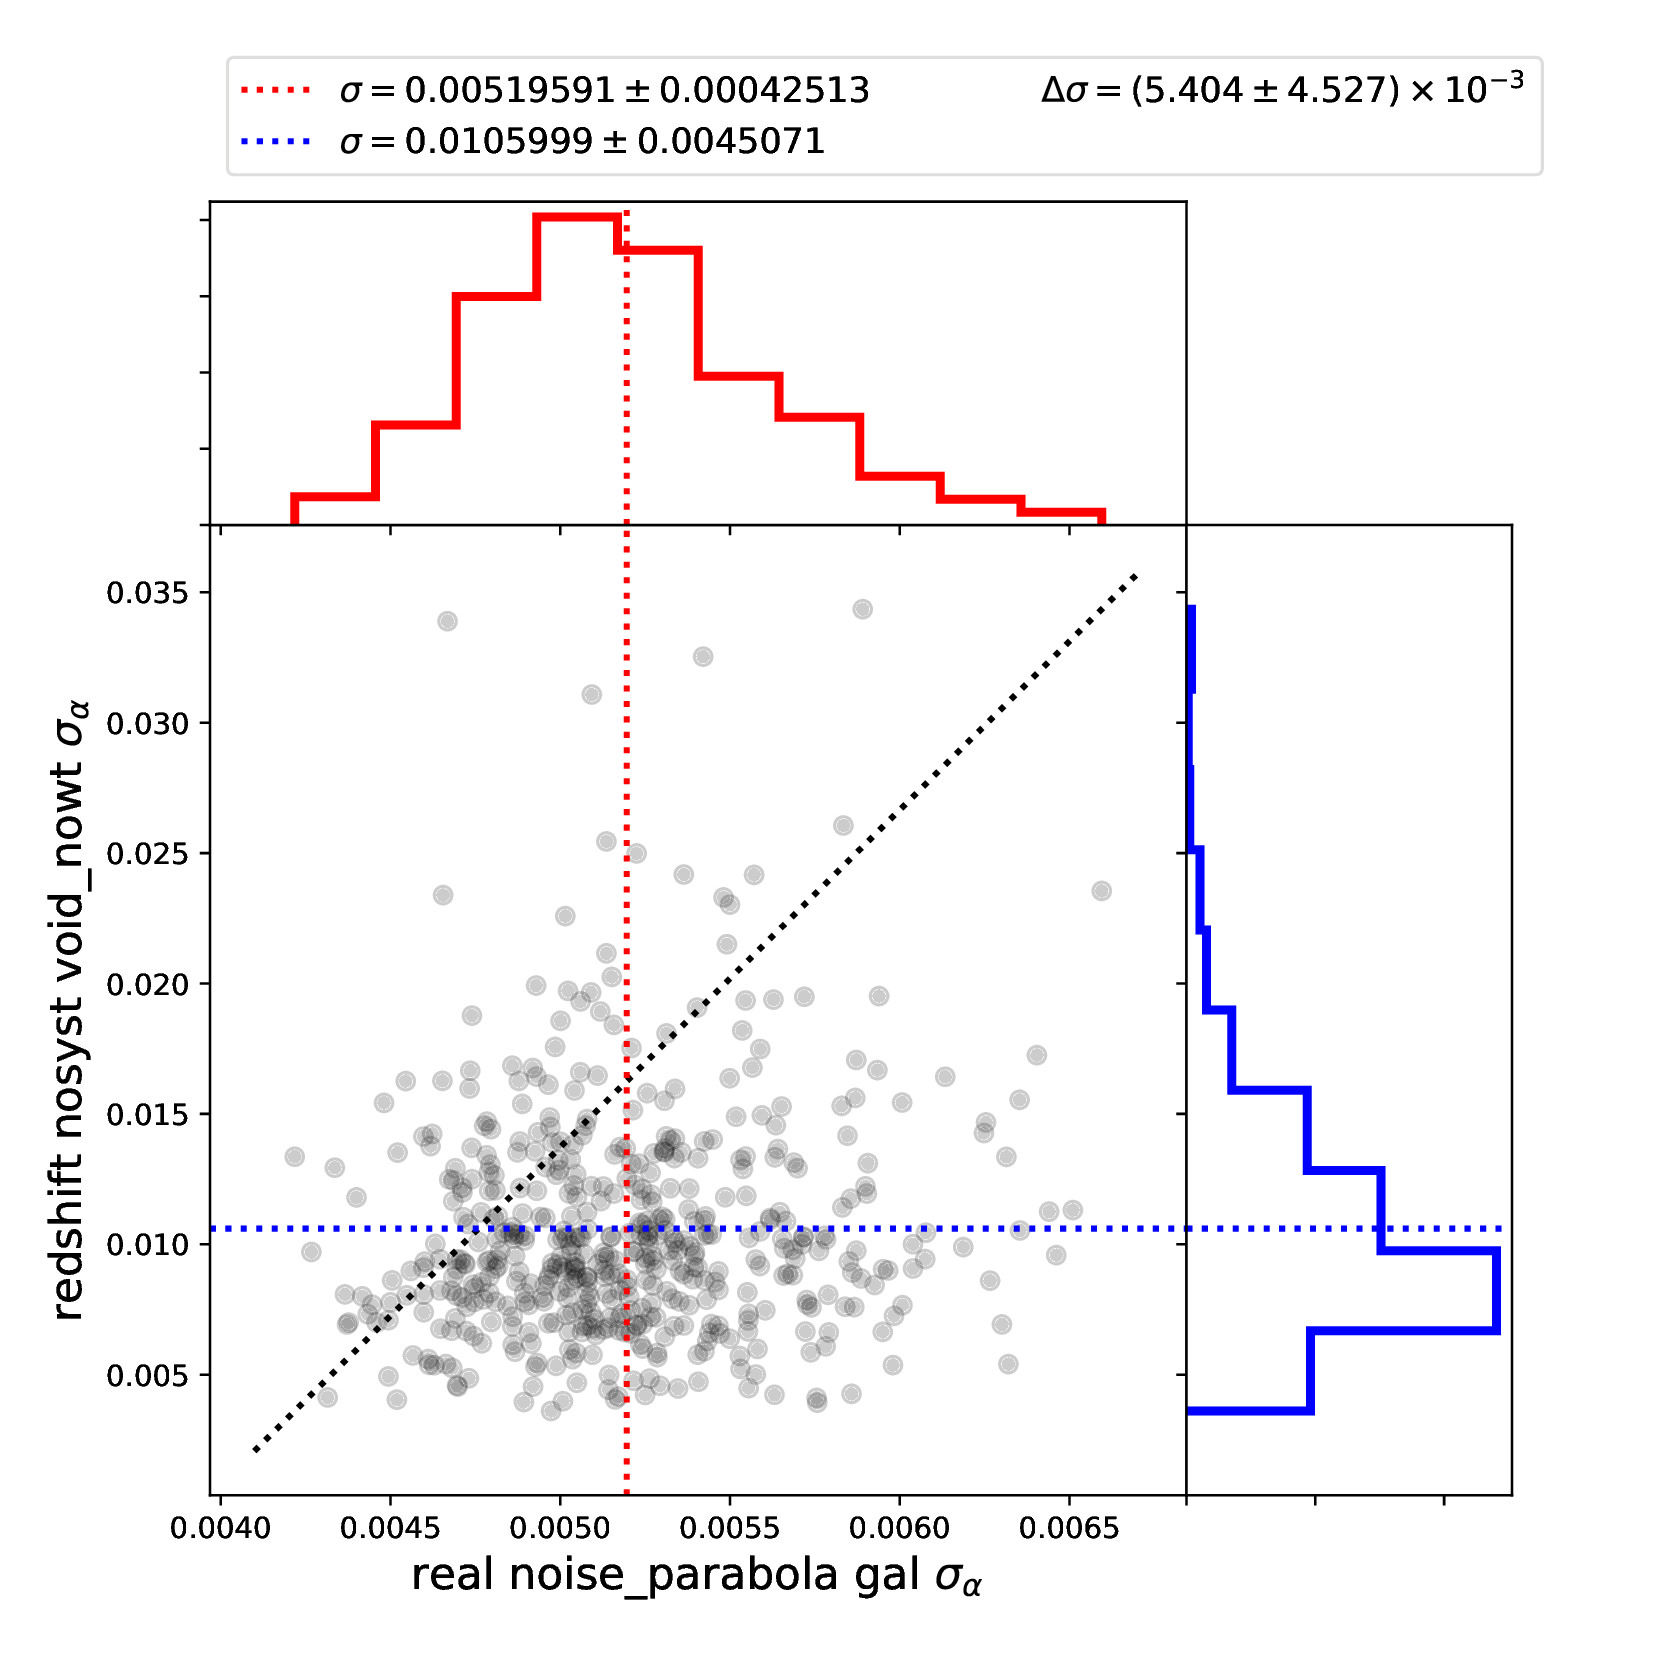 σ = 0.00519591 ± 0.00042513 Δσ = (5.404 ± 4.527) × 10⁻³
σ = 0.0105999 ± 0.0045071
0.035
0.030
0.025
0.020
0.015
0.010
0.005
redshift nosyst void_nowt σ_α
0.0040 0.0045 0.0050 0.0055 0.0060 0.0065
real noise_parabola gal σ_α